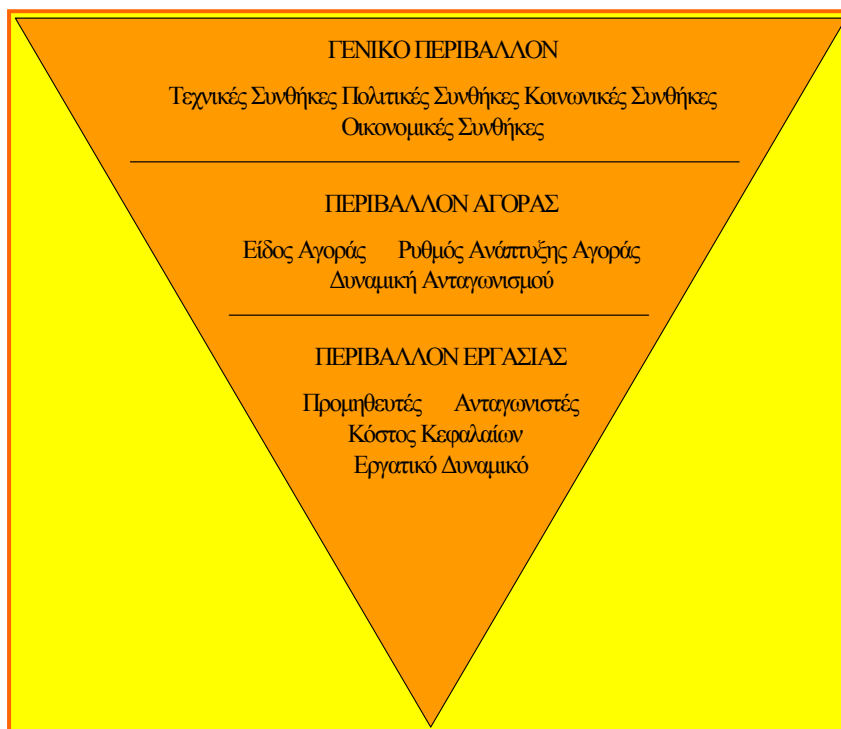 ΓΕΝΙΚΟ ΠΕΡΙΒΑΛΛΟΝ
Τεχνικές Συνθήκες Πολιτικές Συνθήκες Κοινωνικές Συνθήκες
Οικονομικές Συνθήκες
ΠΕΡΙΒΑΛΛΟΝ ΑΓΟΡΑΣ
Είδος Αγοράς Ρυθμός Ανάπτυξης Αγοράς
Δυναμική Ανταγωνισμού
ΠΕΡΙΒΑΛΛΟΝ ΕΡΓΑΣΙΑΣ
Προμηθευτές Ανταγωνιστές
Κόστος Κεφαλαίων
Εργατικό Δυναμικό